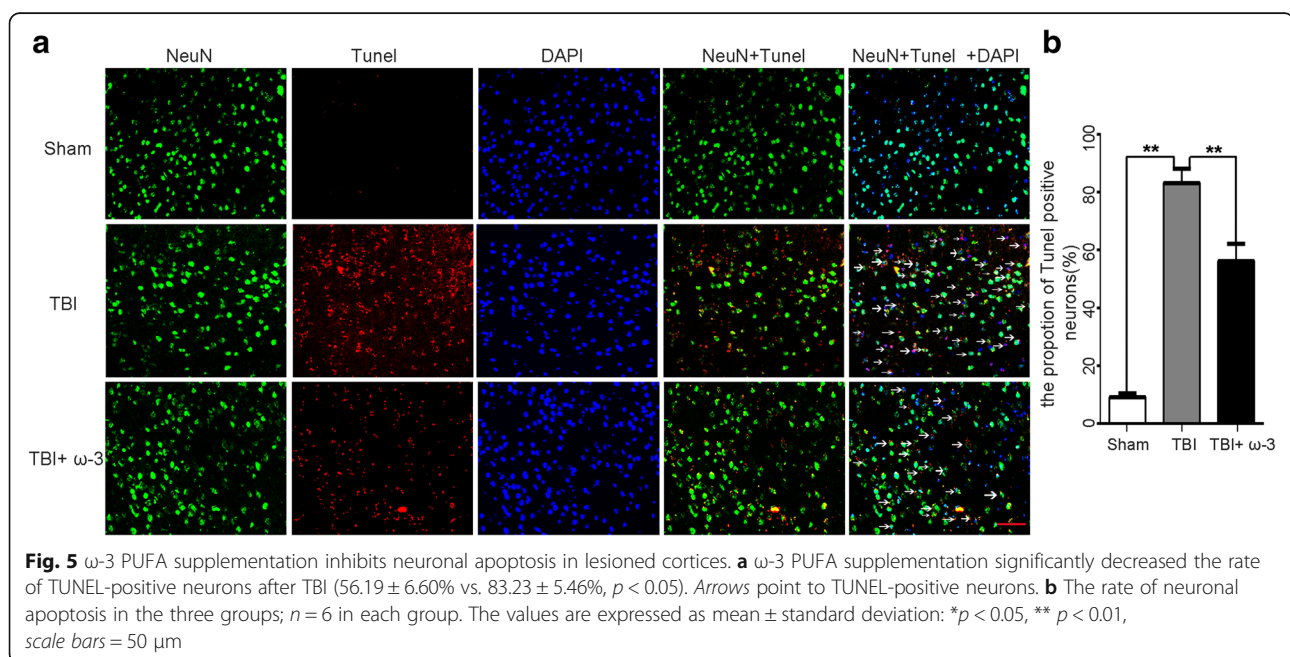 a
b
NeuN
Tunel
DAPI
NeuN+Tunel
NeuN+Tunel +DAPI
Sham
TBI
TBI+ ω-3
the proportion of Tunel positive
neurons(%)
100
80
60
40
20
0
**
**
Sham
TBI
TBI+ ω-3
Fig. 5 ω-3 PUFA supplementation inhibits neuronal apoptosis in lesioned cortices. a ω-3 PUFA supplementation significantly decreased the rate
of TUNEL-positive neurons after TBI (56.19 ± 6.60% vs. 83.23 ± 5.46%, p < 0.05). Arrows point to TUNEL-positive neurons. b The rate of neuronal
apoptosis in the three groups; n = 6 in each group. The values are expressed as mean ± standard deviation: *p < 0.05, ** p < 0.01,
scale bars = 50 μm